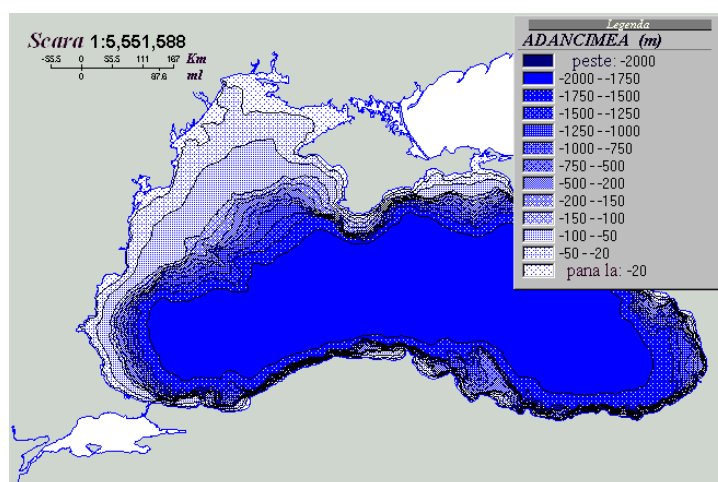 Scara 1:5,551,588
-55.5 0 55.5 111 167 Km
0 67.6 ml
Legenda
ADANCIMEA (m)
peste: -2000
-2000 --1750
-1750 --1500
-1500 --1250
-1250 --1000
-1000 --750
-750 --500
-500 --200
-200 --150
-150 --100
-100 --50
-50 --20
pana la: -20